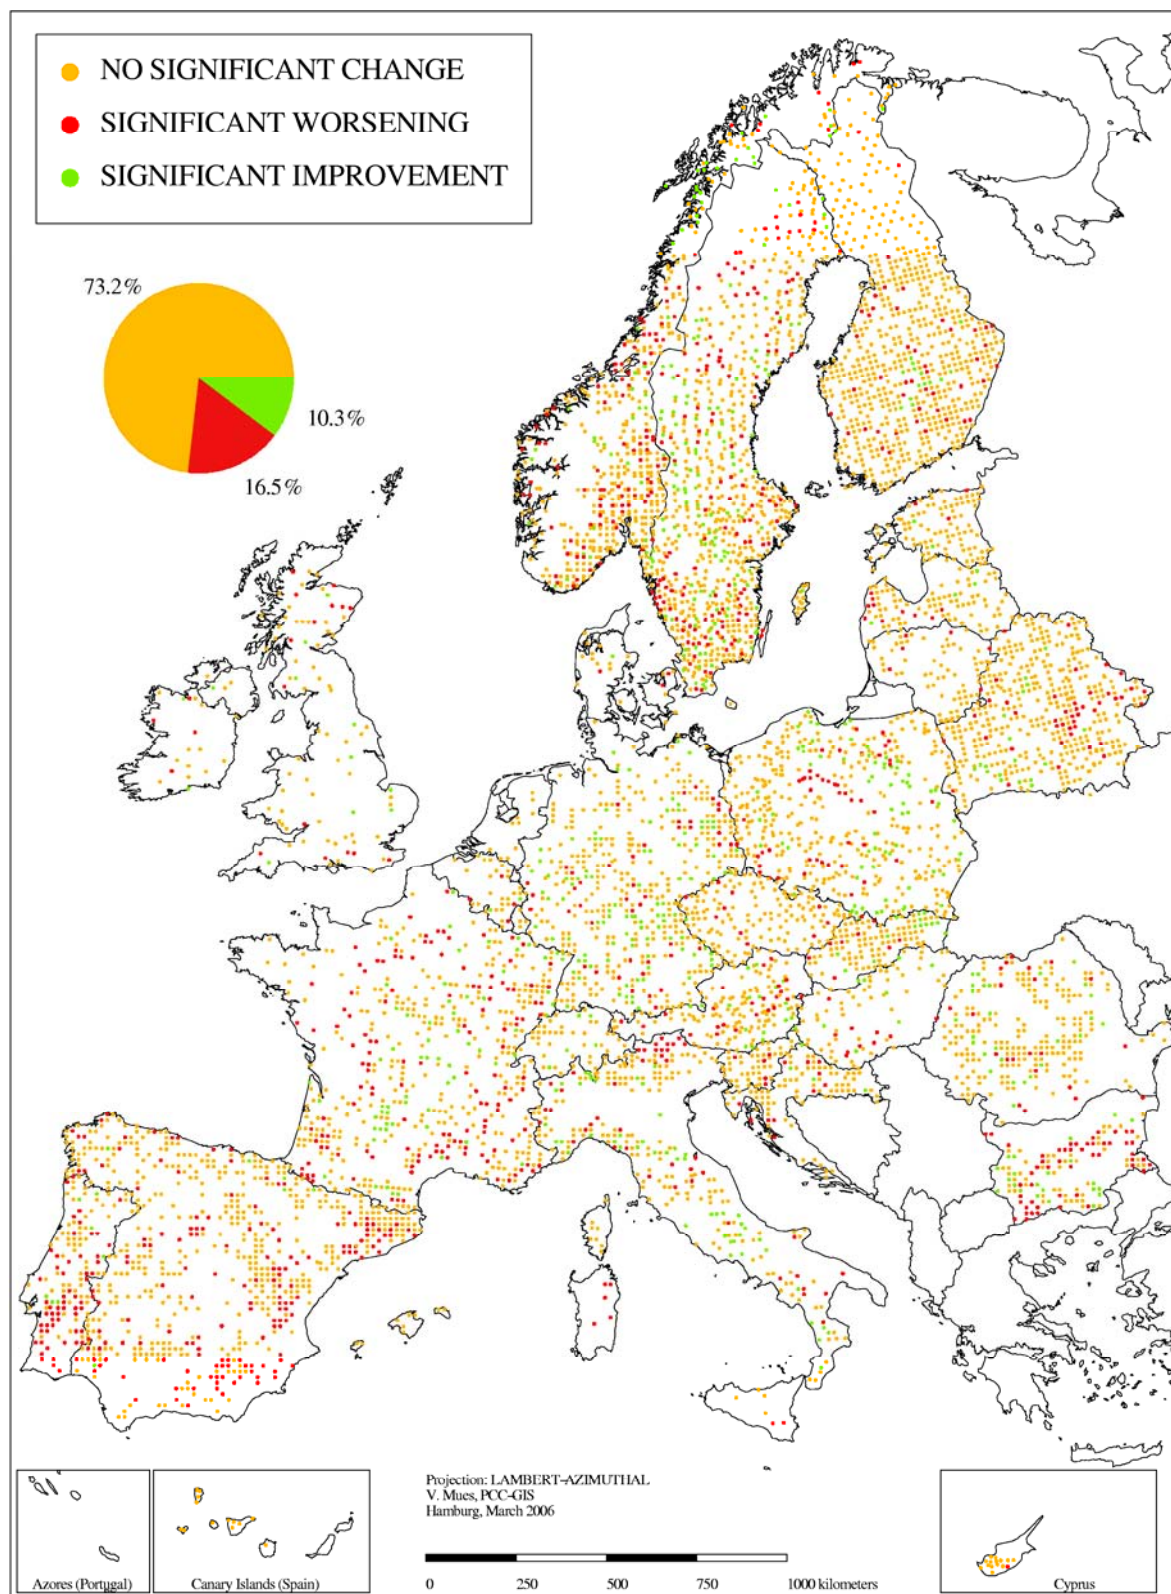 NO SIGNIFICANT CHANGE
SIGNIFICANT WORSENING
SIGNIFICANT IMPROVEMENT
73.2%
10.3%
16.5%
Projection: LAMBERT-AZIMUTHAL
V. Mues, PCC-GIS
Hamburg, March 2006
Azores (Portugal)
Canary Islands (Spain)
0 250 500 750 1000 kilometers
Cyprus